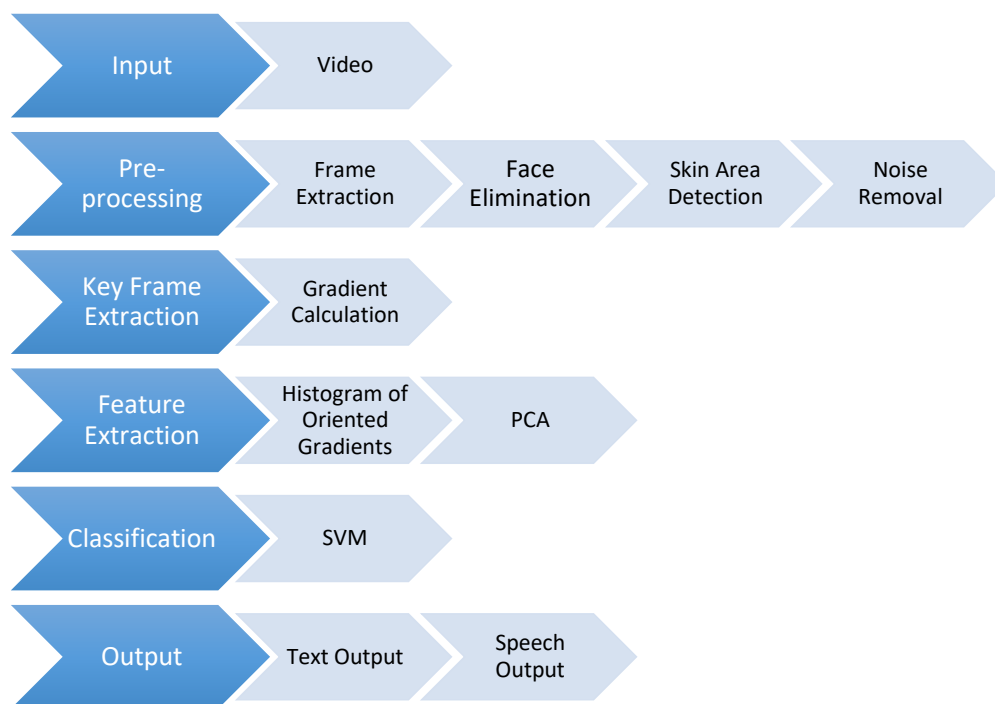 Input
Video
Pre-
processing
Frame
Extraction
Face
Elimination
Skin Area
Detection
Noise
Removal
Key Frame
Extraction
Gradient
Calculation
Feature
Extraction
Histogram of
Oriented
Gradients
PCA
Classification
SVM
Output
Text Output
Speech
Output